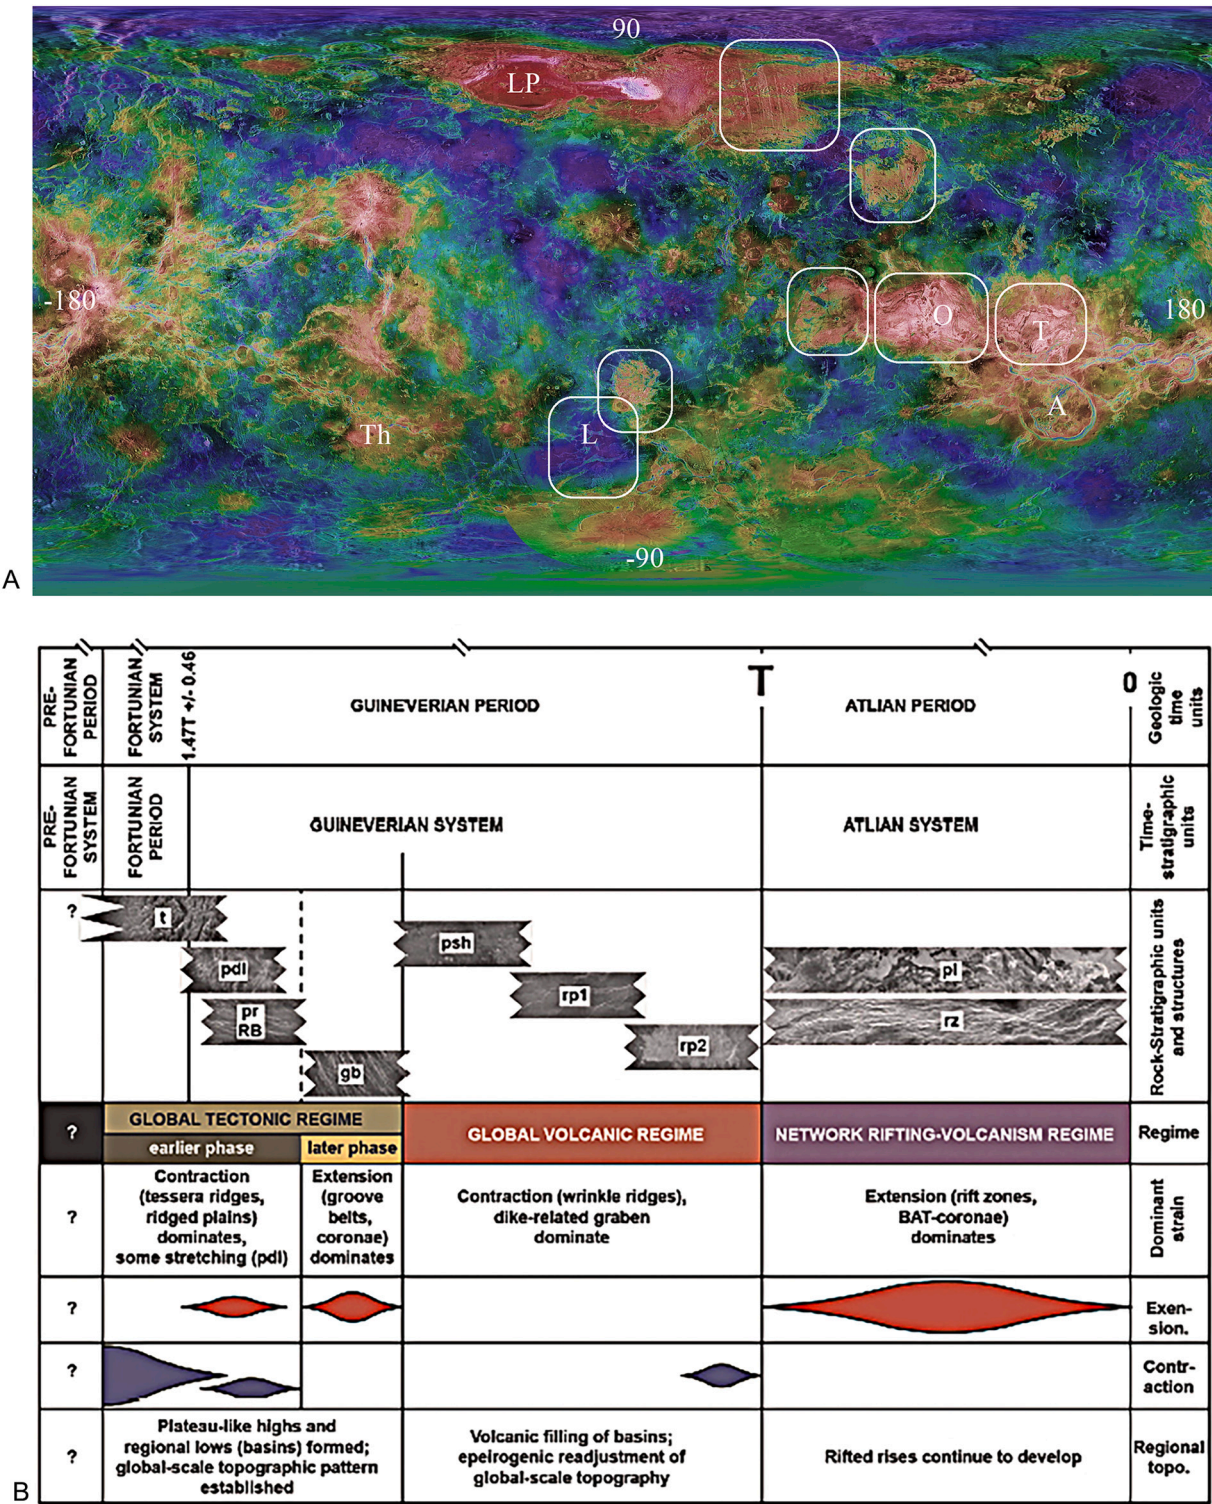 90
LP
-180
180
O
T
A
L
Th
-90
A
PRE-
FORTUNIAN
PERIOD
FORTUNIAN
SYSTEM
1.47T +/- 0.46
GUINEVERIAN PERIOD
T
ATLIAN PERIOD
0
Geologic
time
units
PRE-
FORTUNIAN
SYSTEM
FORTUNIAN
PERIOD
GUINEVERIAN SYSTEM
ATLIAN SYSTEM
Time-
stratigraphic
units
?
t
pdl
pr
RB
gb
psh
rp1
rp2
pl
rz
Rock-Stratigraphic units
and structures
?
GLOBAL TECTONIC REGIME
earlier phase
later phase
GLOBAL VOLCANIC REGIME
NETWORK RIFTING-VOLCANISM REGIME
Regime
?
Contraction
(tessera ridges,
ridged plains)
dominates,
some stretching (pdl)
Extension
(groove
belts,
coronae)
dominates
Contraction (wrinkle ridges),
dike-related graben
dominate
Extension (rift zones,
BAT-coronae)
dominates
Dominant
strain
?
Exen-
sion.
?
Contr-
action
?
Plateau-like highs and
regional lows (basins) formed;
global-scale topographic pattern
established
Volcanic filling of basins;
epeirogenic readjustment of
global-scale topography
Rifted rises continue to develop
Regional
topo.
B